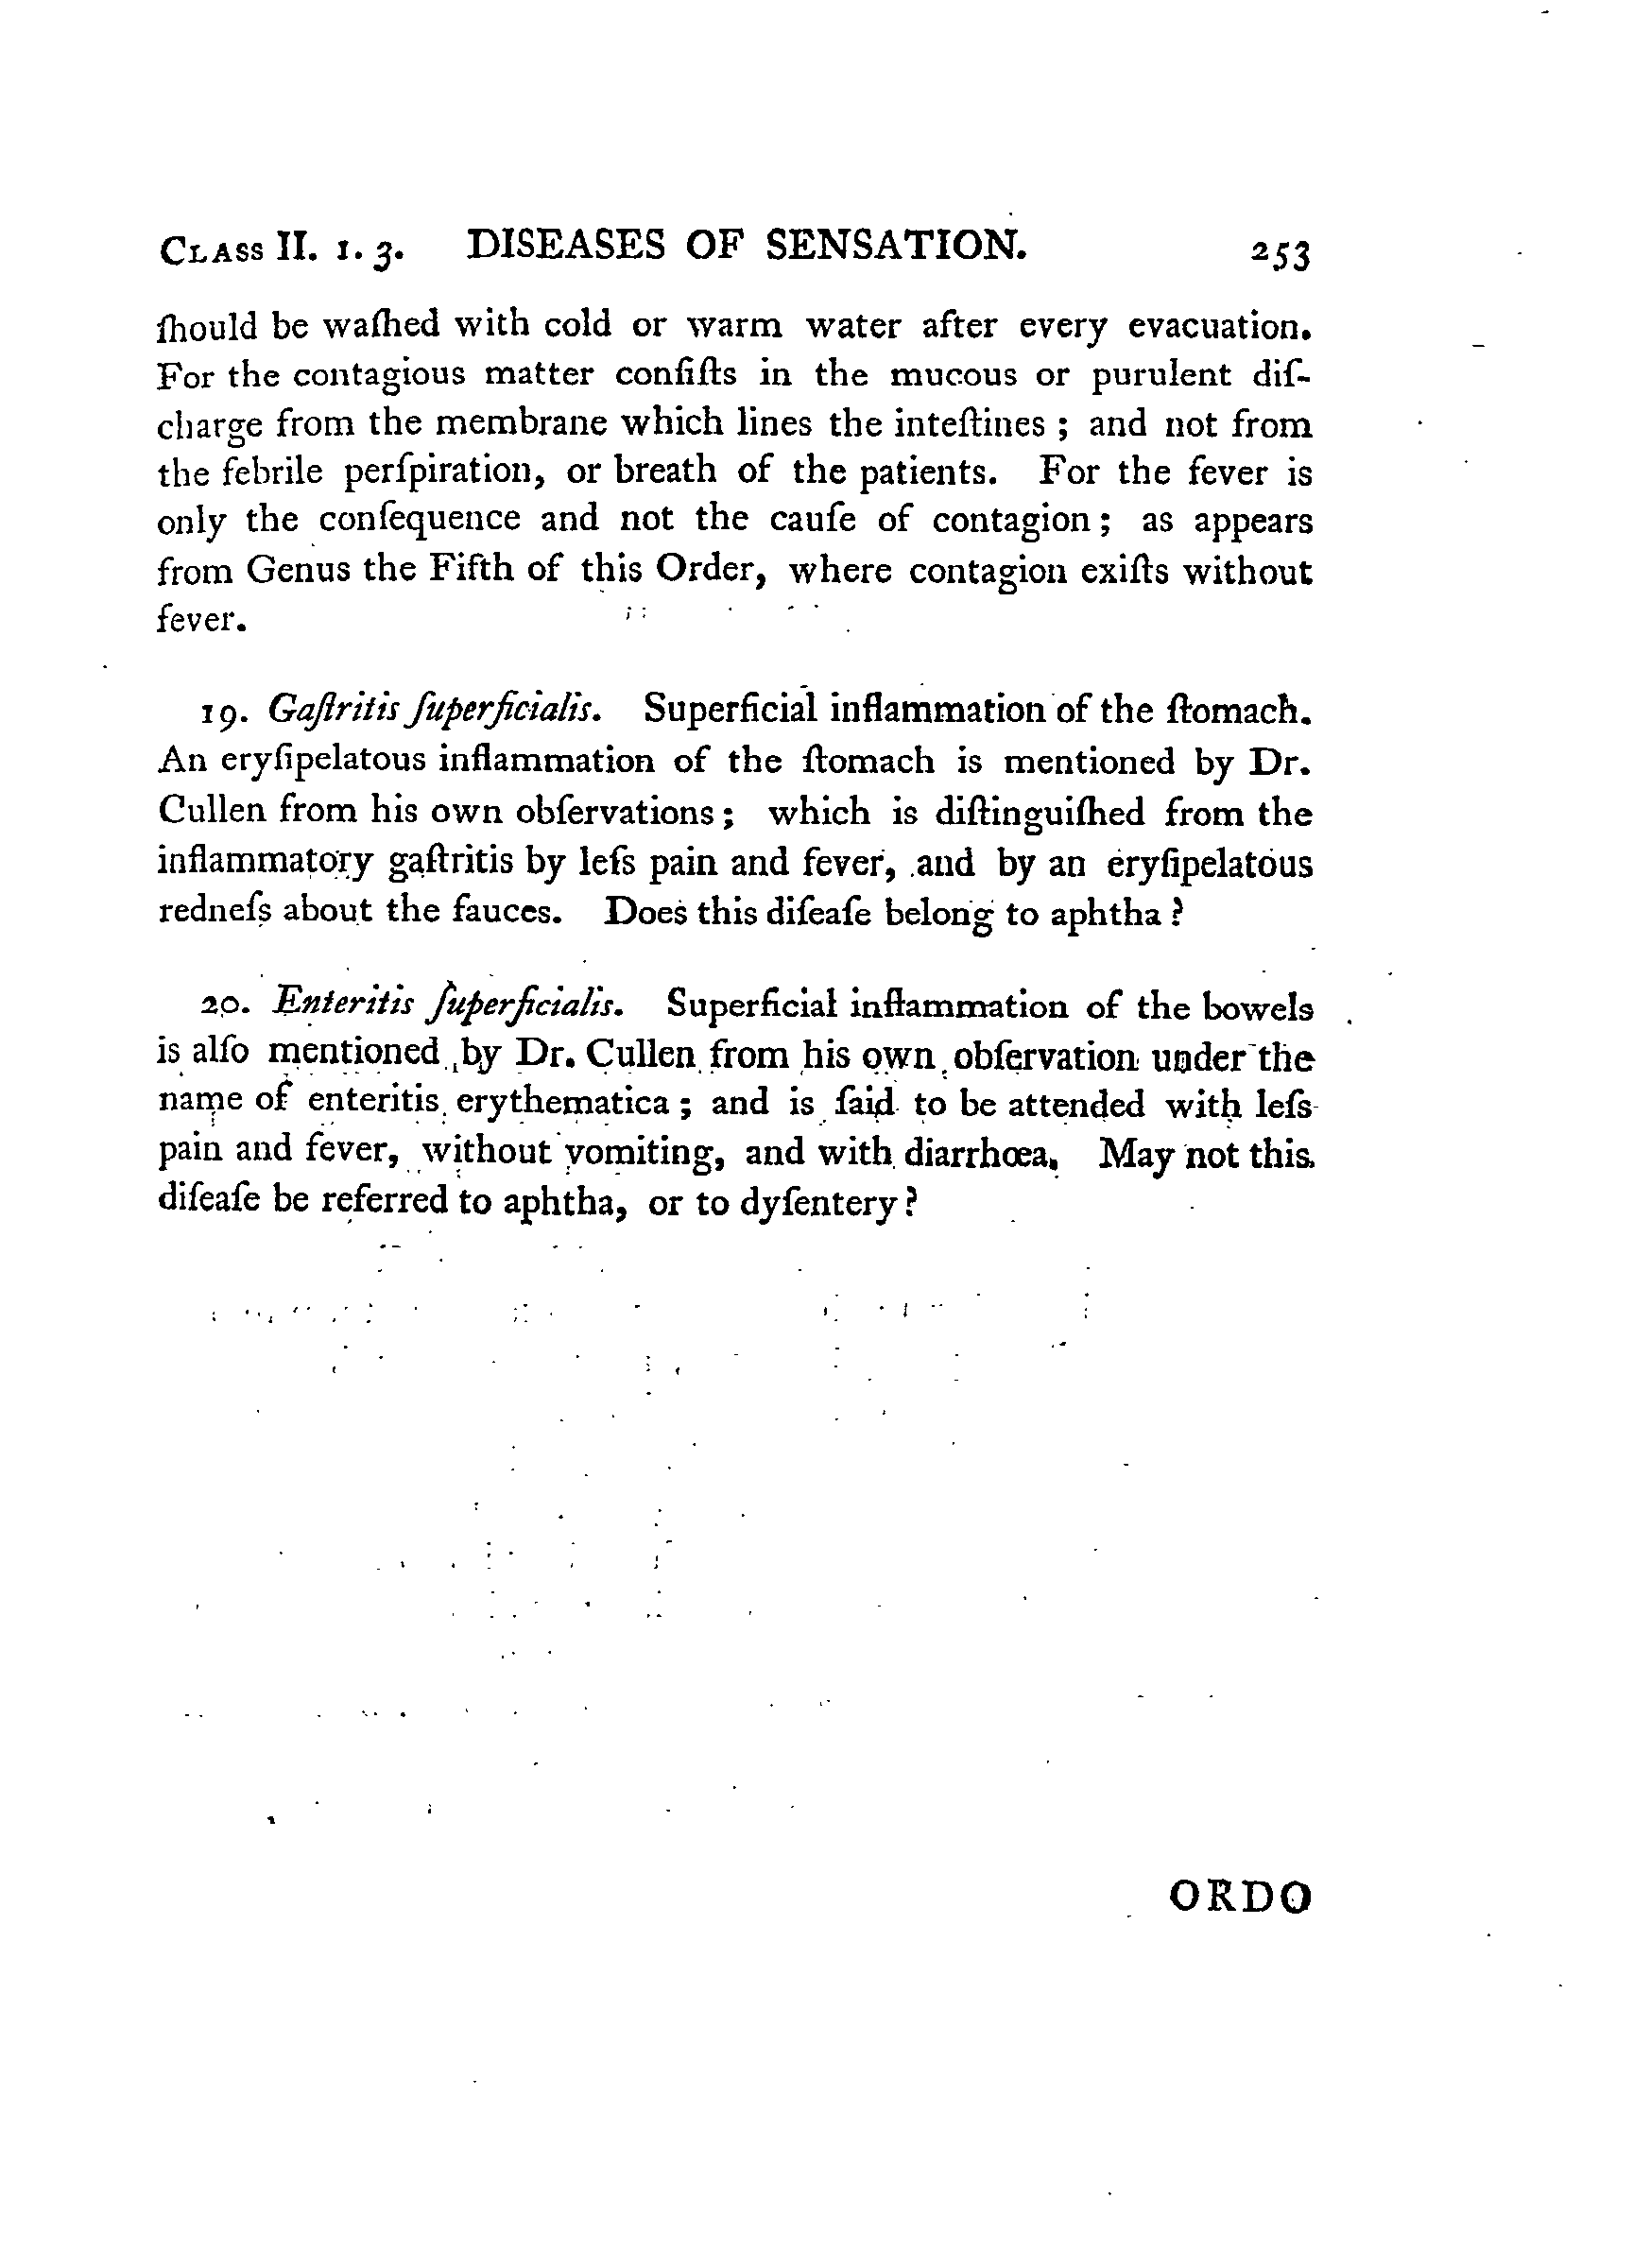 CLASS II. 1. 3. DISEASES OF SENSATION. 253
ſhould be waſhed with cold or warm water after every evacuation.
For the contagious matter conſiſts in the mucous or purulent diſ-
charge from the membrane which lines the inteſtines ; and not from
the febrile perſpiration, or breath of the patients. For the fever is
only the conſequence and not the cauſe of contagion ; as appears
from Genus the Fifth of this Order, where contagion exiſts without
fever.
19. Gaſtritis ſuperficialis. Superficial inflammation of the ſtomach.
An eryſipelatous inflammation of the ſtomach is mentioned by Dr.
Cullen from his own obſervations ; which is diſtinguiſhed from the
inflammatory gaſtritis by leſs pain and fever, and by an eryſipelatous
redneſs about the fauces. Does this diſeaſe belong to aphtha ?
20. Enteritis ſuperficialis. Superficial inflammation of the bowels
is alſo mentioned by Dr. Cullen from his own obſervation under the
name of enteritis erythematica ; and is ſaid to be attended with leſs
pain and fever, without vomiting, and with diarrhœa. May not this
diſeaſe be referred to aphtha, or to dyſentery ?
ORDO